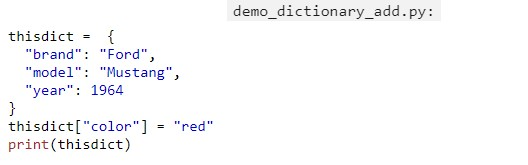 demo_dictionary_add.py:
thisdict =  {
  "brand": "Ford",
  "model": "Mustang",
  "year": 1964
}
thisdict["color"] = "red"
print(thisdict)